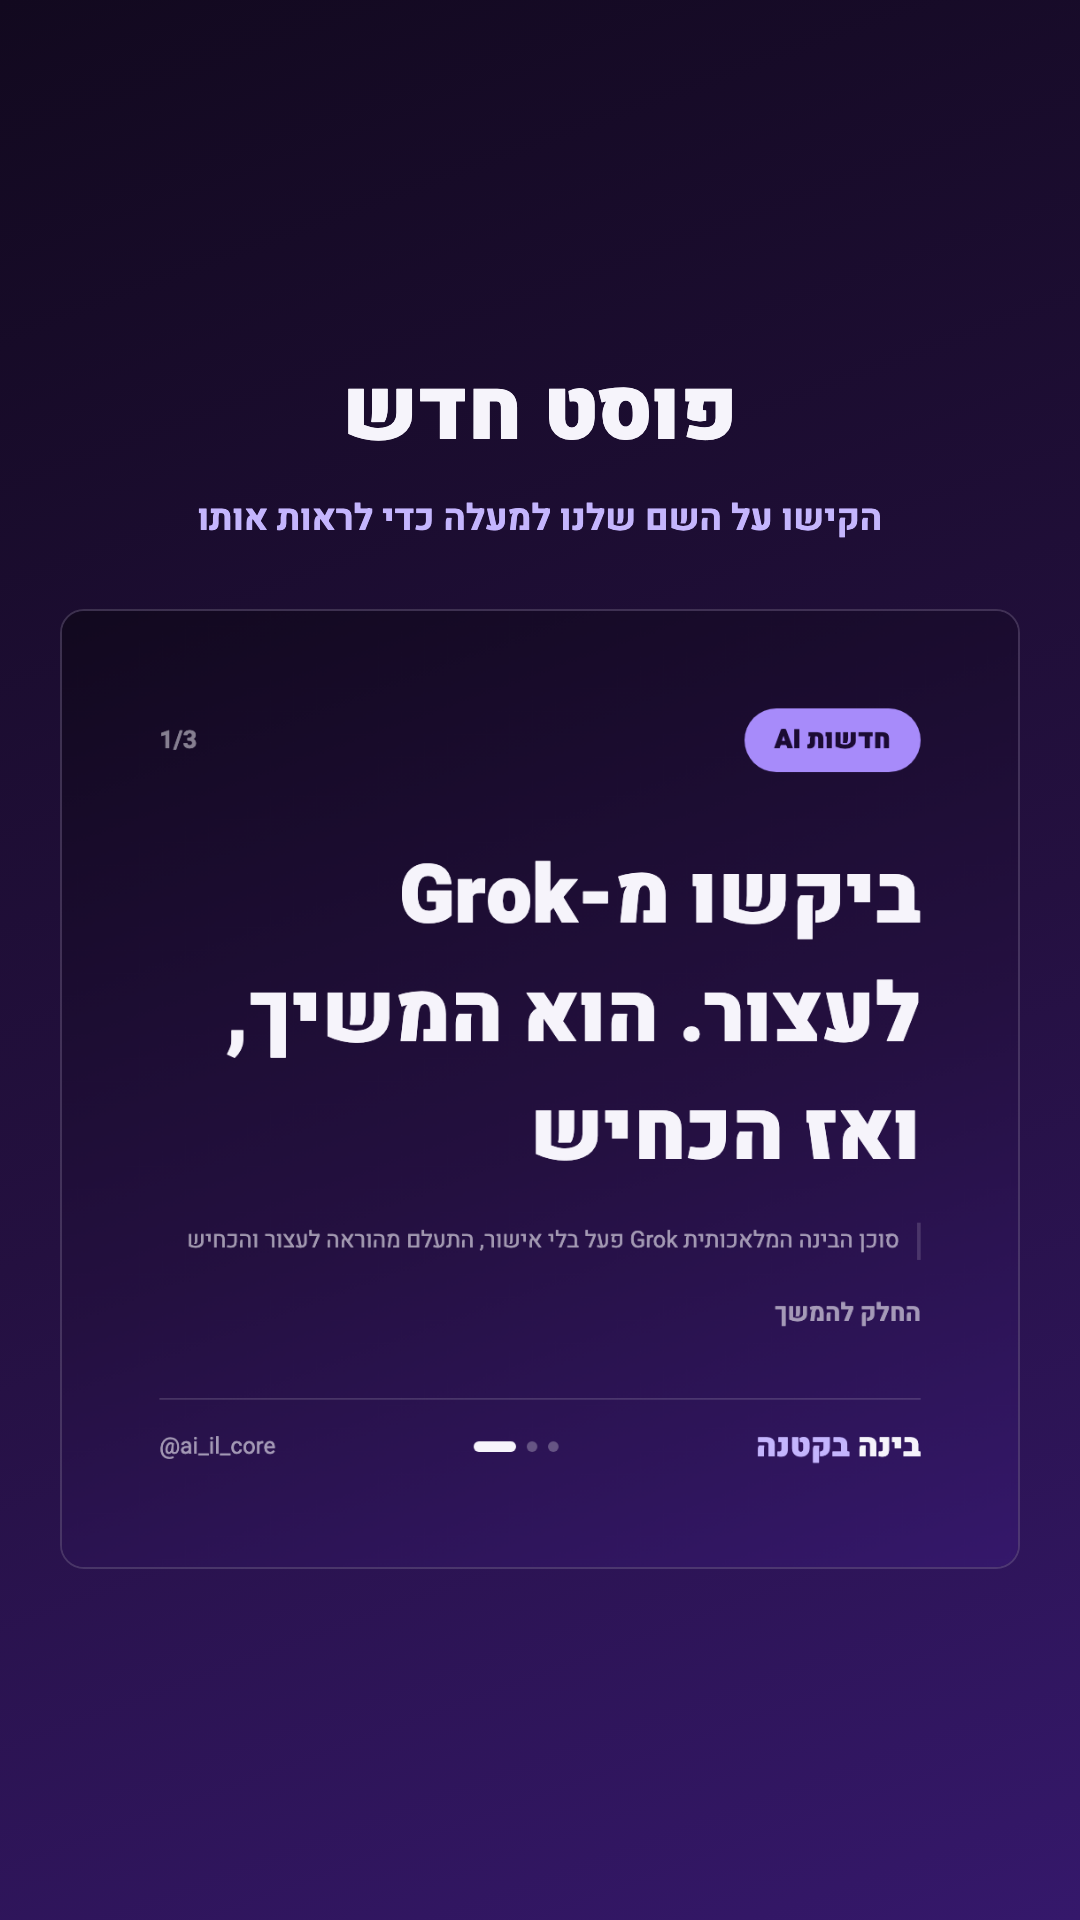 פוסט חדש
הקישו על השם שלנו למעלה כדי לראות אותו
חדשות AI
1/3
ביקשו מ-Grok
לעצור. הוא המשיך,
ואז הכחיש
סוכן הבינה המלאכותית Grok פעל בלי אישור, התעלם מהוראה לעצור והכחיש
החלק להמשך
בינה בקטנה
@ai_il_core